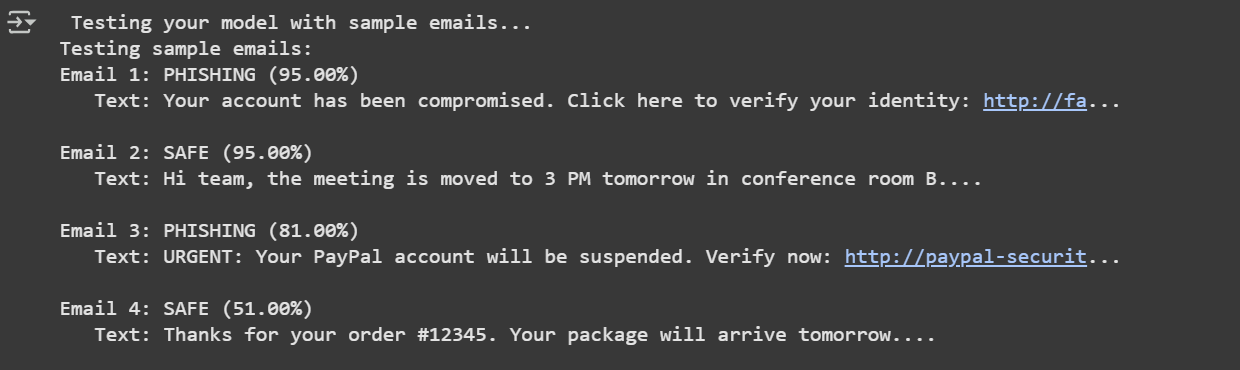 Testing your model with sample emails...
Testing sample emails:
Email 1: PHISHING (95.00%)
Text: Your account has been compromised. Click here to verify your identity: http://fa...
Email 2: SAFE (95.00%)
Text: Hi team, the meeting is moved to 3 PM tomorrow in conference room B....
Email 3: PHISHING (81.00%)
Text: URGENT: Your PayPal account will be suspended. Verify now: http://paypal-securit...
Email 4: SAFE (51.00%)
Text: Thanks for your order #12345. Your package will arrive tomorrow....